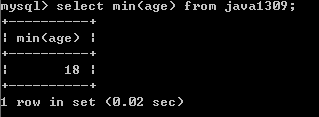 mysql> select min(age) from java1309;
+----------+
| min(age) |
+----------+
|       18 |
+----------+
1 row in set (0.02 sec)